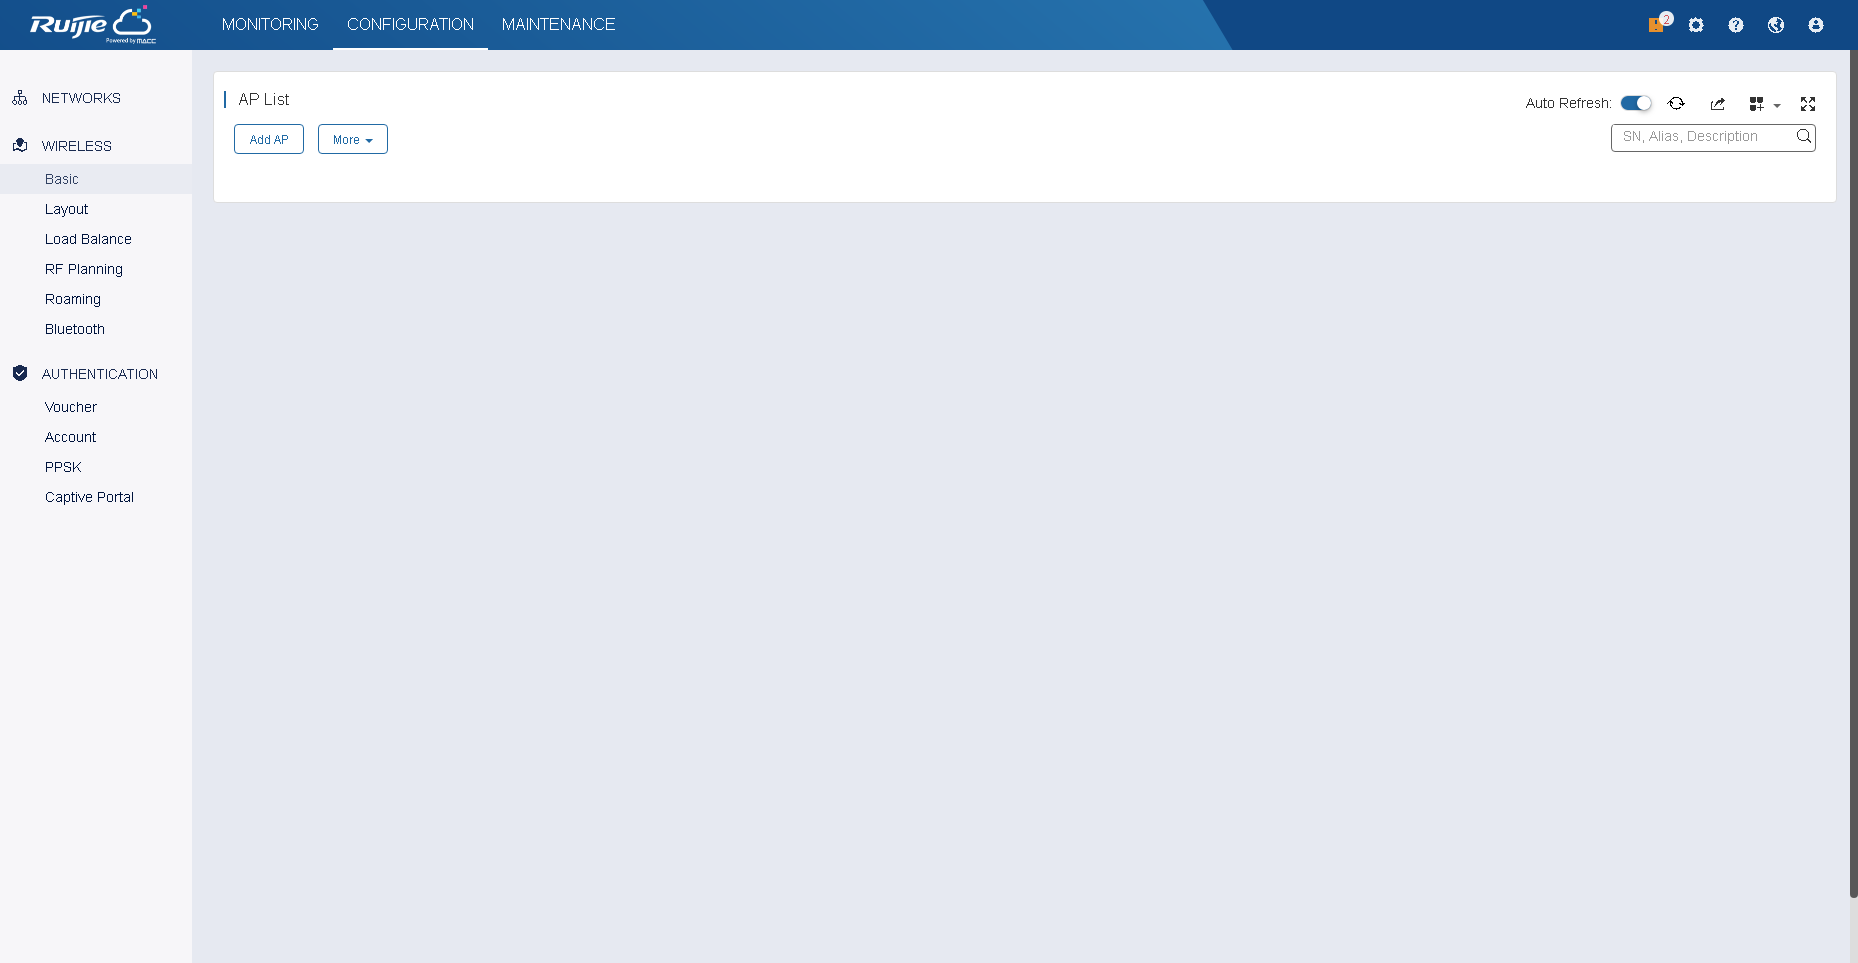 Ruijie
Powered by MACC
MONITORING CONFIGURATION MAINTENANCE
2
NETWORKS
WIRELESS
Basic
Layout
Load Balance
RF Planning
Roaming
Bluetooth
AUTHENTICATION
Voucher
Account
PPSK
Captive Portal
AP List
Auto Refresh:
Add AP More
SN, Alias, Description